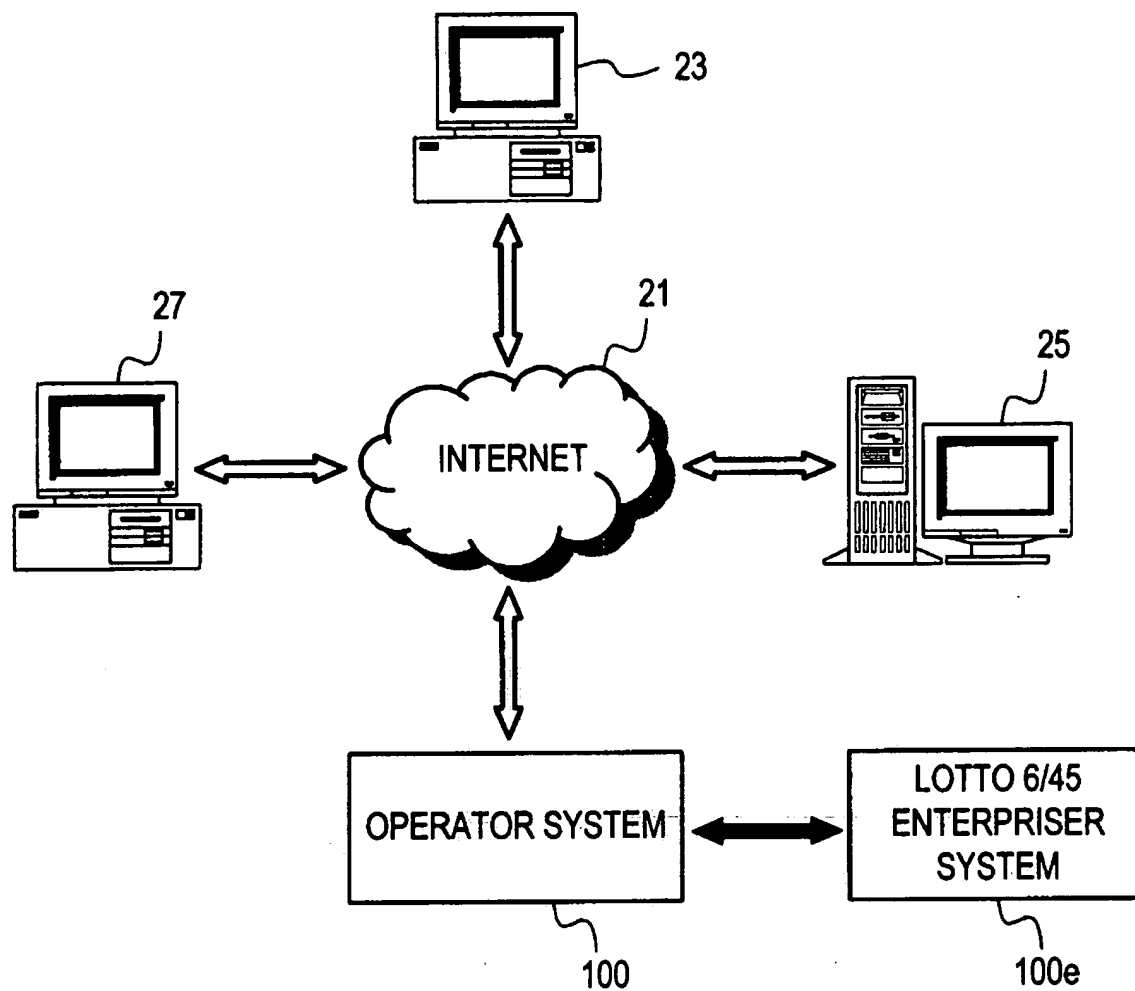 23
27
21
25
INTERNET
OPERATOR SYSTEM
LOTTO 6/45
ENTERPRISER
SYSTEM
100
100e